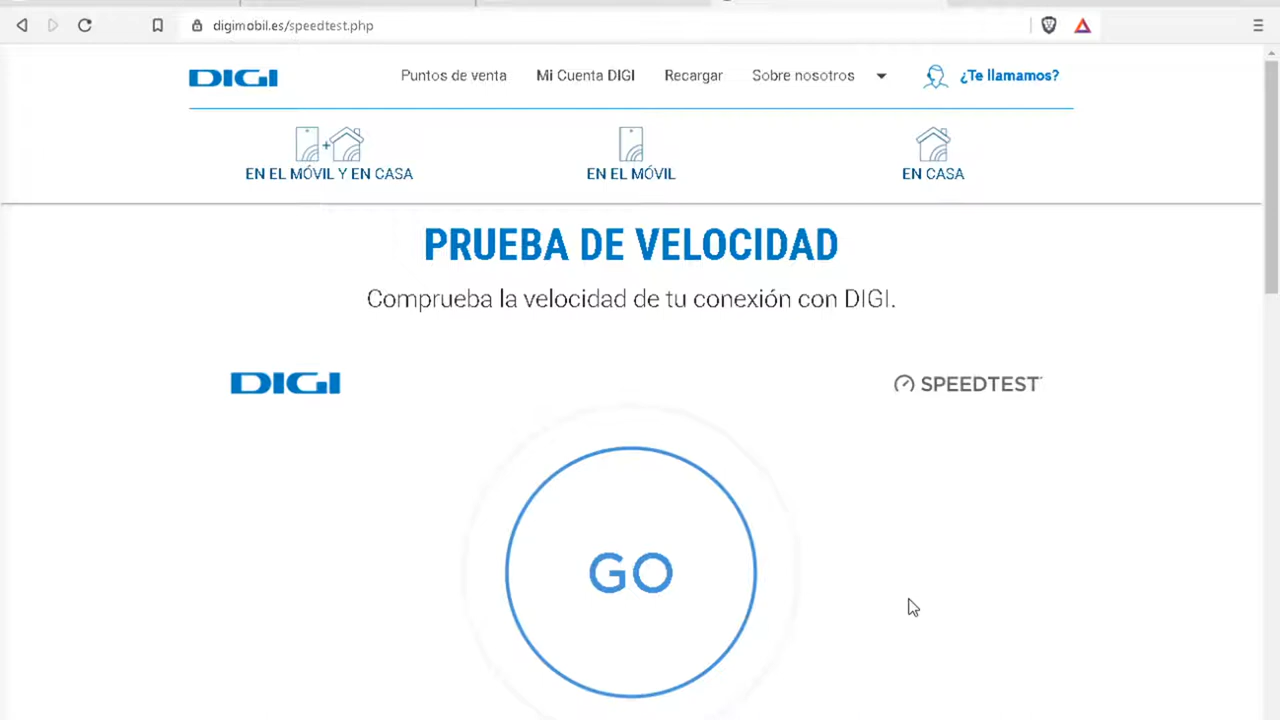 digimobil.es/speedtest.php
DIGI
Puntos de venta
Mi Cuenta DIGI
Recargar
Sobre nosotros
¿Te llamamos?
EN EL MÓVIL Y EN CASA
EN EL MÓVIL
EN CASA
PRUEBA DE VELOCIDAD
Comprueba la velocidad de tu conexión con DIGI.
DIGI
SPEEDTEST
GO